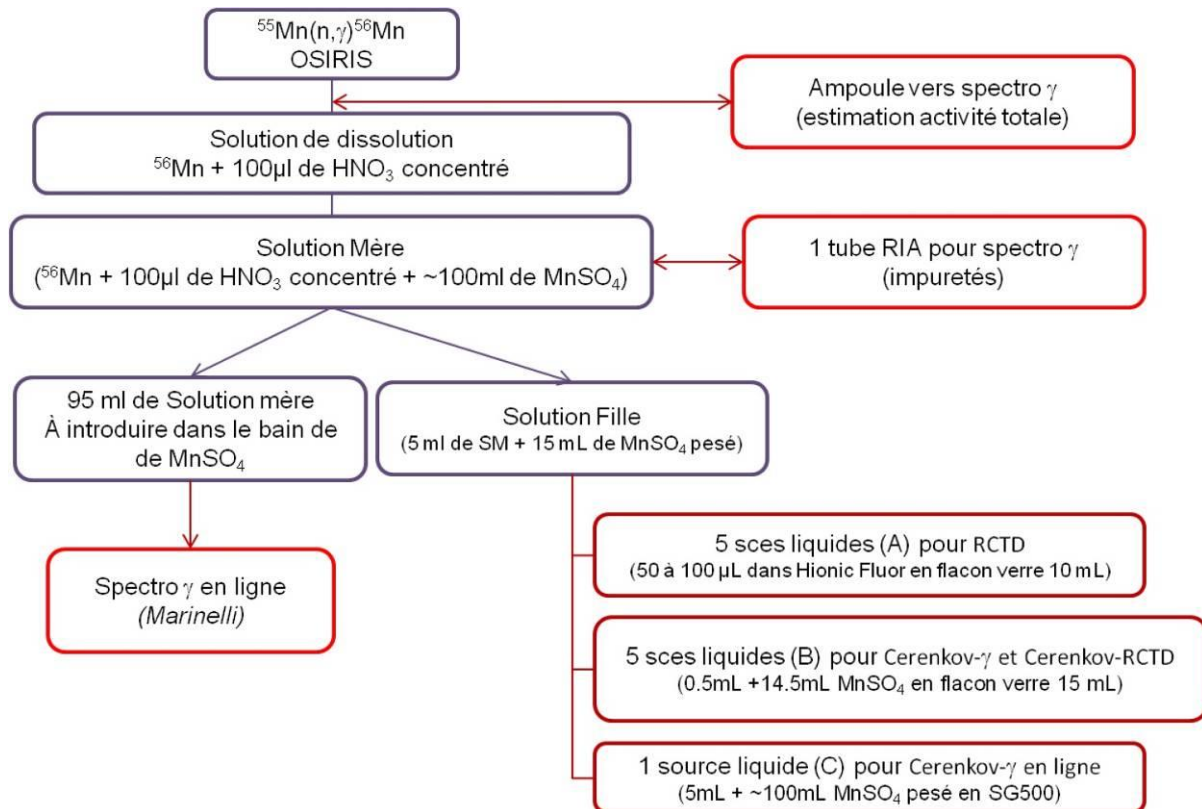 ⁵⁵Mn(n,γ)⁵⁶Mn
OSIRIS
Ampoule vers spectro γ
(estimation activité totale)
Solution de dissolution
⁵⁶Mn + 100µl de HNO₃ concentré
Solution Mère
(⁵⁶Mn + 100µl de HNO₃ concentré + ~100ml de MnSO₄)
1 tube RIA pour spectro γ
(impuretés)
95 ml de Solution mère
À introduire dans le bain de
de MnSO₄
Solution Fille
(5 ml de SM + 15 mL de MnSO₄ pesé)
Spectro γ en ligne
(Marinelli)
5 sces liquides (A) pour RCTD
(50 à 100 µL dans Hionic Fluor en flacon verre 10 mL)
5 sces liquides (B) pour Cerenkov-γ et Cerenkov-RCTD
(0.5mL +14.5mL MnSO₄ en flacon verre 15 mL)
1 source liquide (C) pour Cerenkov-γ en ligne
(5mL + ~100mL MnSO₄ pesé en SG500)